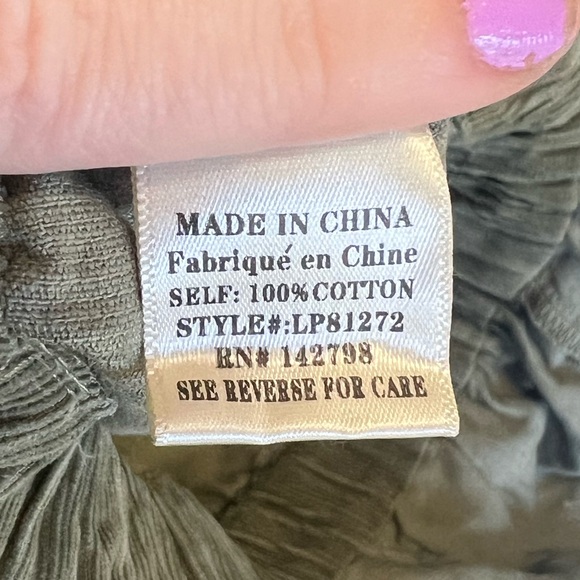 MADE IN CHINA
Fabriqué en Chine
SELF: 100% COTTON
STYLE#:LP81272
RN# 142798
SEE REVERSE FOR CARE